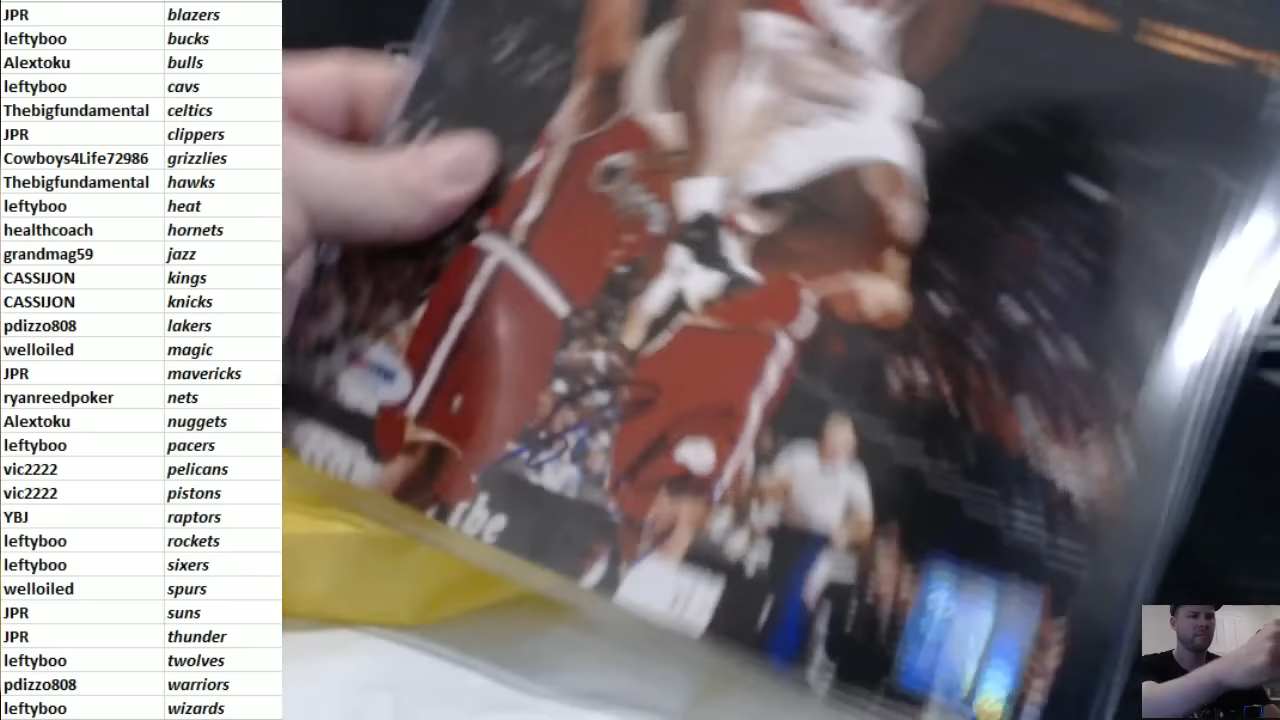 JPR blazers
leftyboo bucks
Alextoku bulls
leftyboo cavs
Thebigfundamental celtics
JPR clippers
Cowboys4Life72986 grizzlies
Thebigfundamental hawks
leftyboo heat
healthcoach hornets
grandmag59 jazz
CASSIJON kings
CASSIJON knicks
pdizzo808 lakers
welloiled magic
JPR mavericks
ryanreedpoker nets
Alextoku nuggets
leftyboo pacers
vic2222 pelicans
vic2222 pistons
YBJ raptors
leftyboo rockets
leftyboo sixers
welloiled spurs
JPR suns
JPR thunder
leftyboo twolves
pdizzo808 warriors
leftyboo wizards